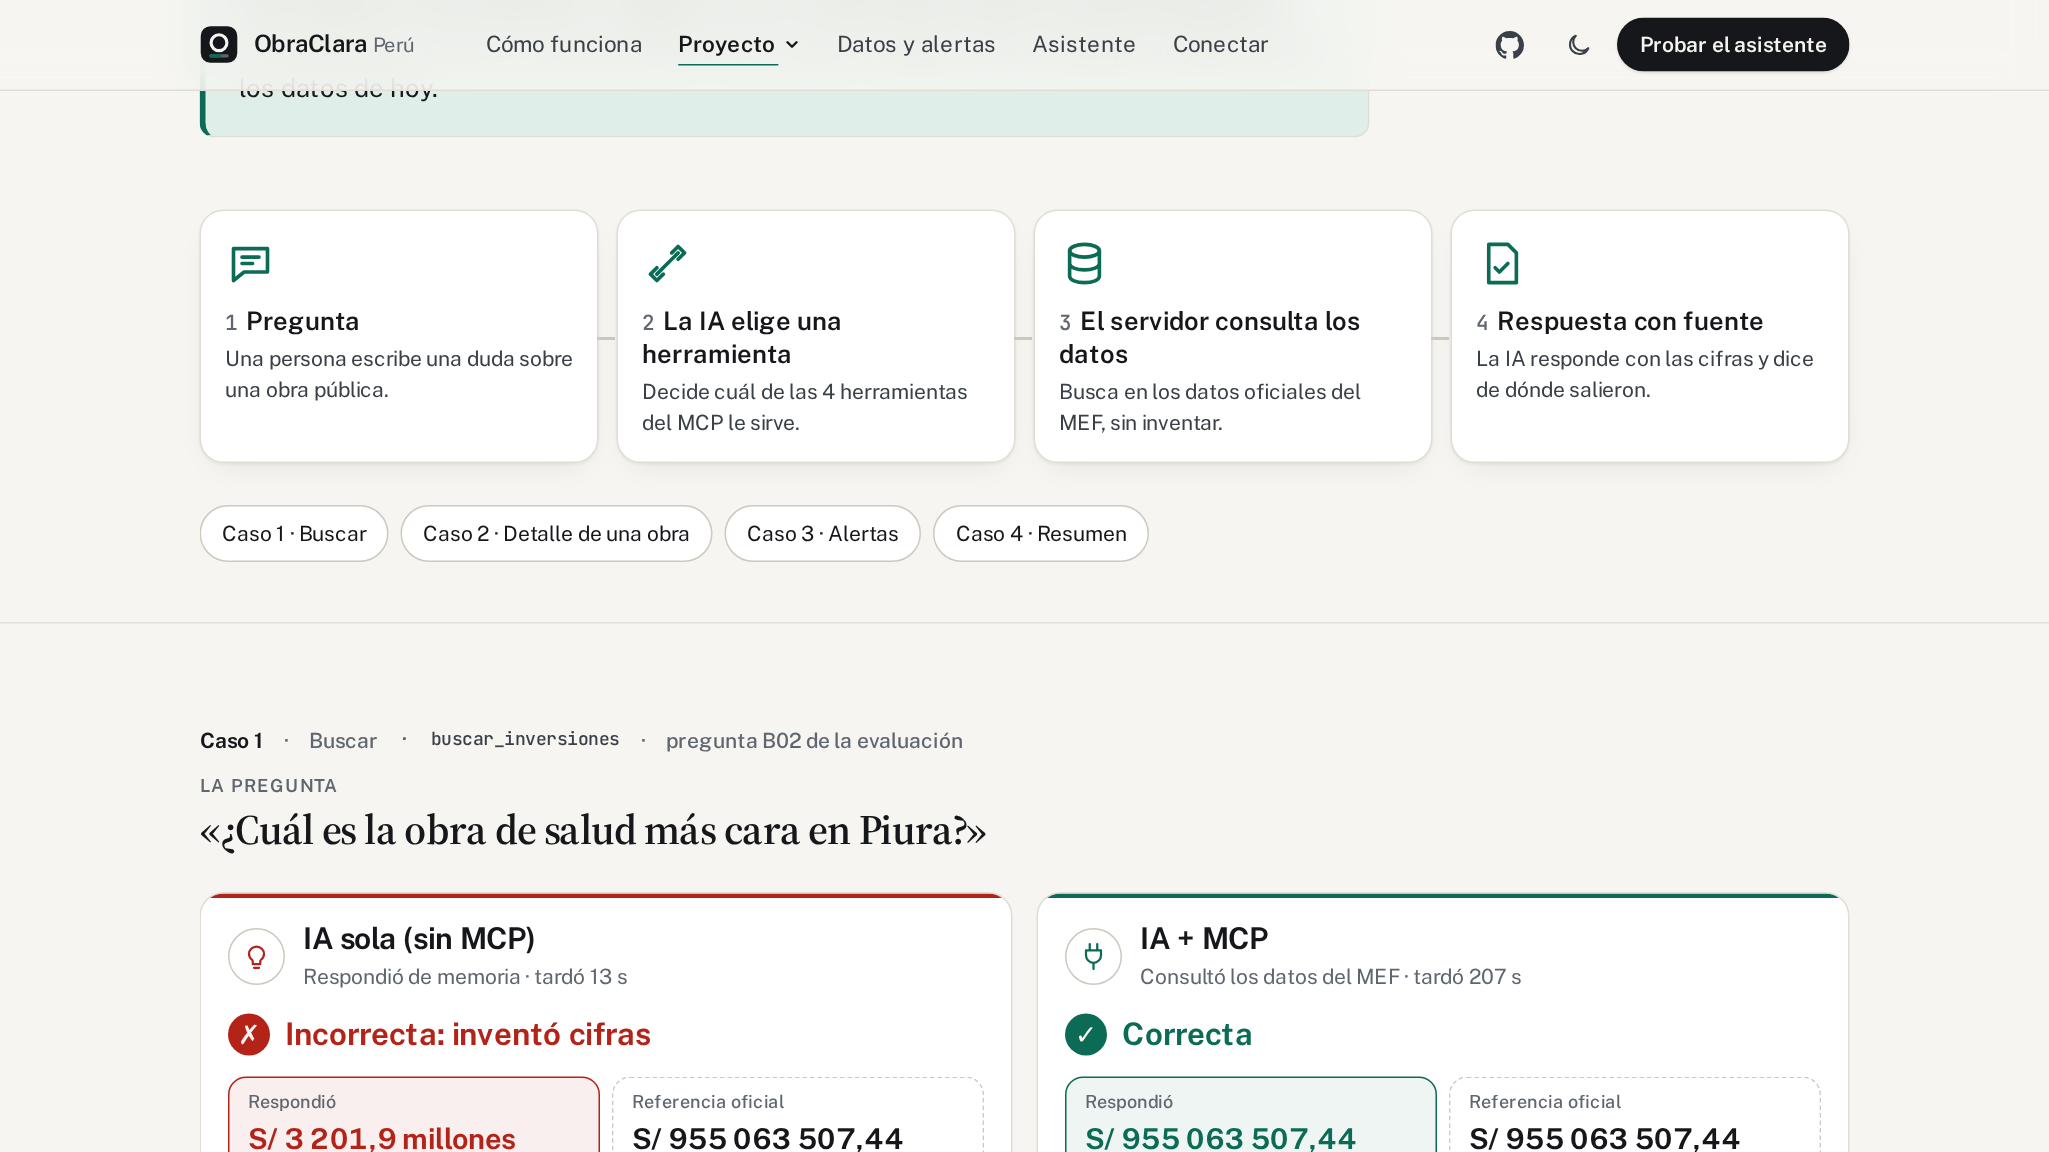 ObraClara Perú
Cómo funciona
Proyecto
Datos y alertas
Asistente
Conectar
Probar el asistente
los datos de hoy.
1 Pregunta
Una persona escribe una duda sobre
una obra pública.
2 La IA elige una
herramienta
Decide cuál de las 4 herramientas
del MCP le sirve.
3 El servidor consulta los
datos
Busca en los datos oficiales del
MEF, sin inventar.
4 Respuesta con fuente
La IA responde con las cifras y dice
de dónde salieron.
Caso 1 · Buscar
Caso 2 · Detalle de una obra
Caso 3 · Alertas
Caso 4 · Resumen
Caso 1 · Buscar · buscar_inversiones · pregunta B02 de la evaluación
LA PREGUNTA
«¿Cuál es la obra de salud más cara en Piura?»
IA sola (sin MCP)
Respondió de memoria · tardó 13 s
✗ Incorrecta: inventó cifras
Respondió
S/ 3 201,9 millones
Referencia oficial
S/ 955 063 507,44
IA + MCP
Consultó los datos del MEF · tardó 207 s
✓ Correcta
Respondió
S/ 955 063 507,44
Referencia oficial
S/ 955 063 507,44